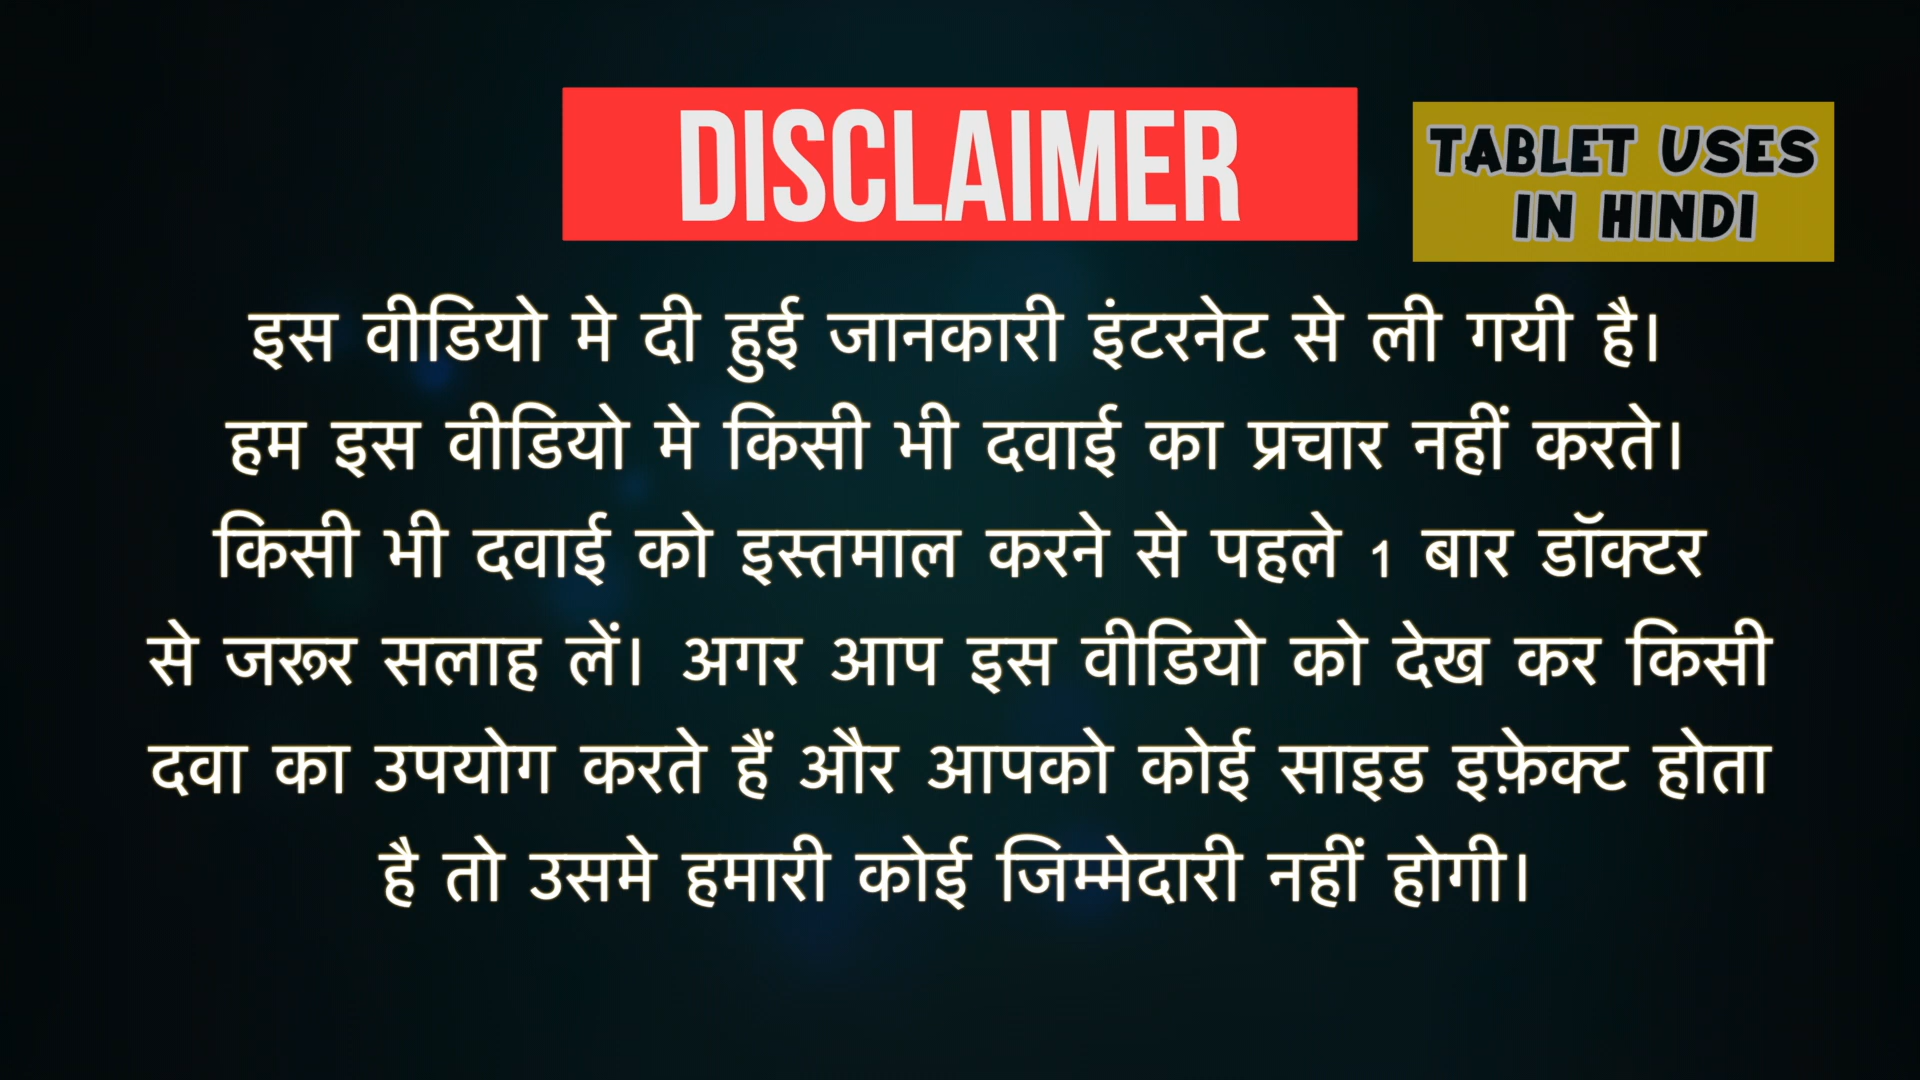 DISCLAIMER
TABLET USES
IN HINDI
इस वीडियो मे दी हुई जानकारी इंटरनेट से ली गयी है।
हम इस वीडियो मे किसी भी दवाई का प्रचार नहीं करते।
किसी भी दवाई को इस्तमाल करने से पहले 1 बार डॉक्टर
से जरूर सलाह लें। अगर आप इस वीडियो को देख कर किसी
दवा का उपयोग करते हैं और आपको कोई साइड इफ़ेक्ट होता
है तो उसमे हमारी कोई जिम्मेदारी नहीं होगी।